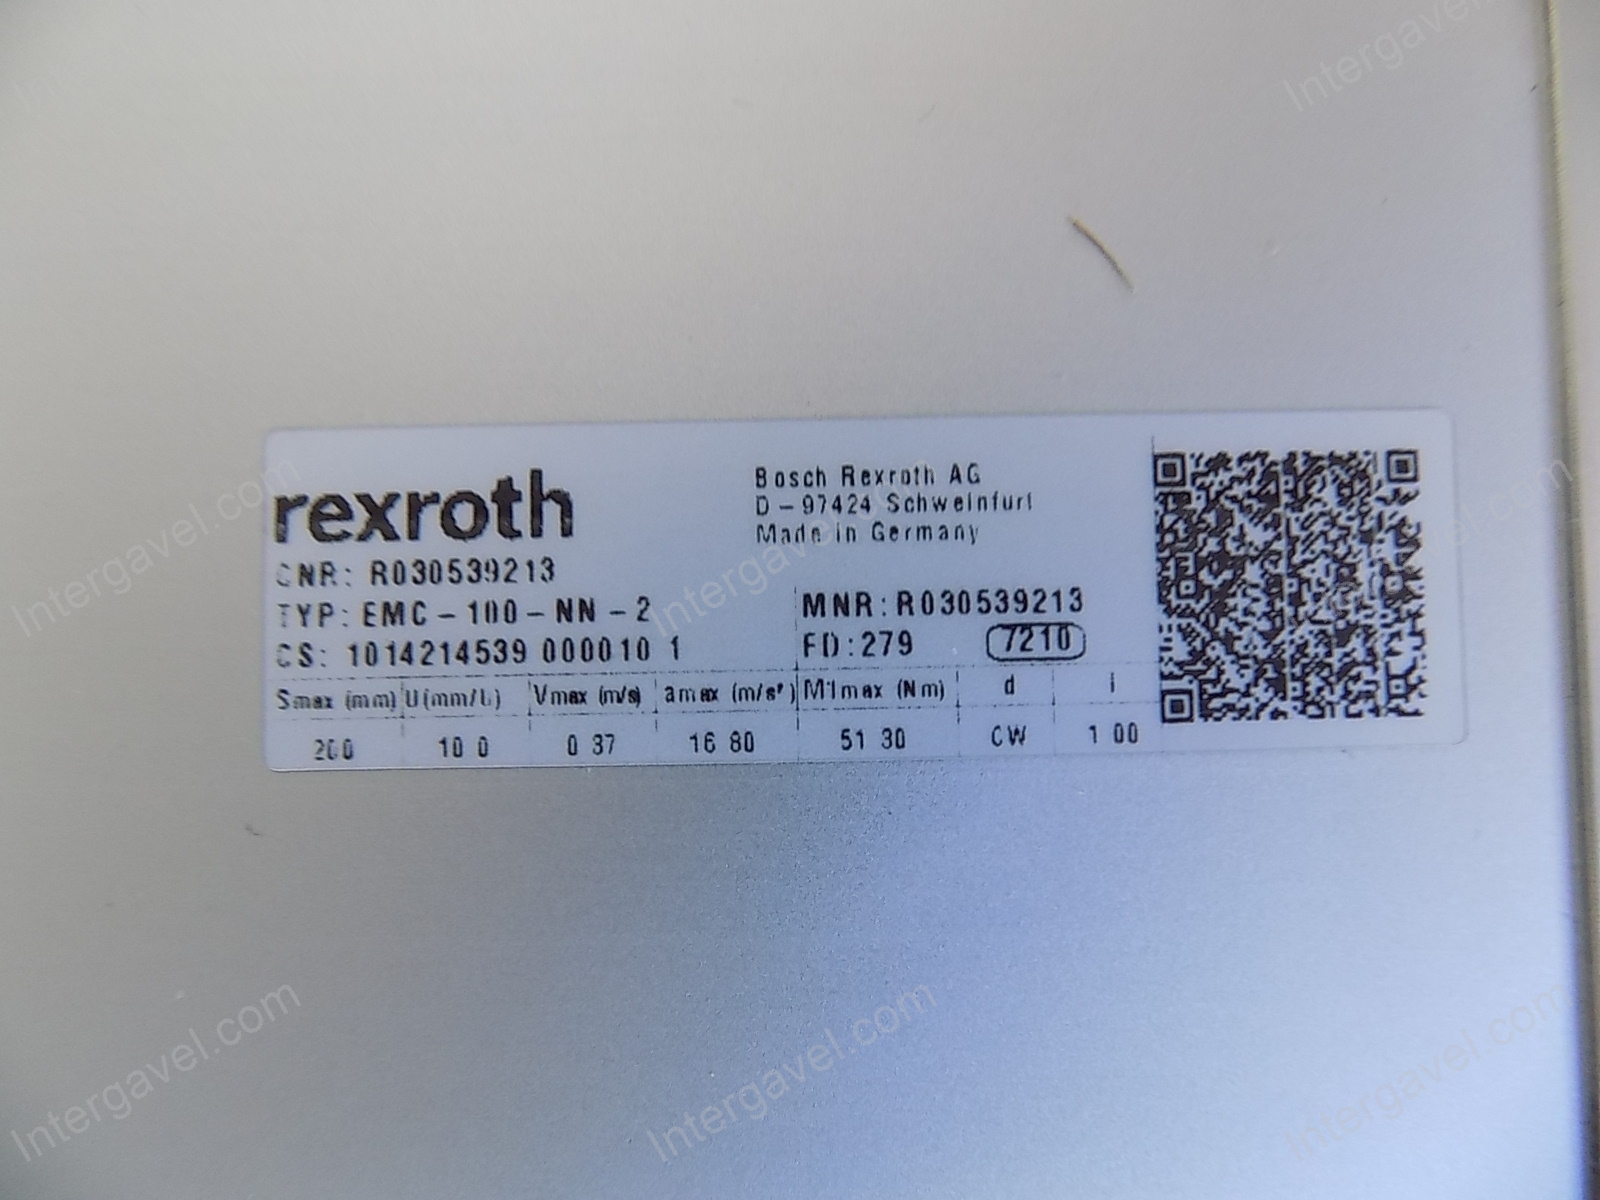 rexroth
Bosch Rexroth AG
D-97424 Schweinfurt
Made in Germany
CNR: R030539213
TYP: EMC-100-NN-2
MNR: R030539213
CS: 1014214539 000010 1
FD: 279 7210
Smax (mm) U(mm/U) Vmax (m/s) amax (m/s²) M1max (Nm) d i
200 10 0 0 37 16 80 51 30 CW 1 00
Intergavel.com
Intergavel.com
Intergavel.com
Intergavel.com
Intergavel.com
Intergavel.com
Intergavel.com